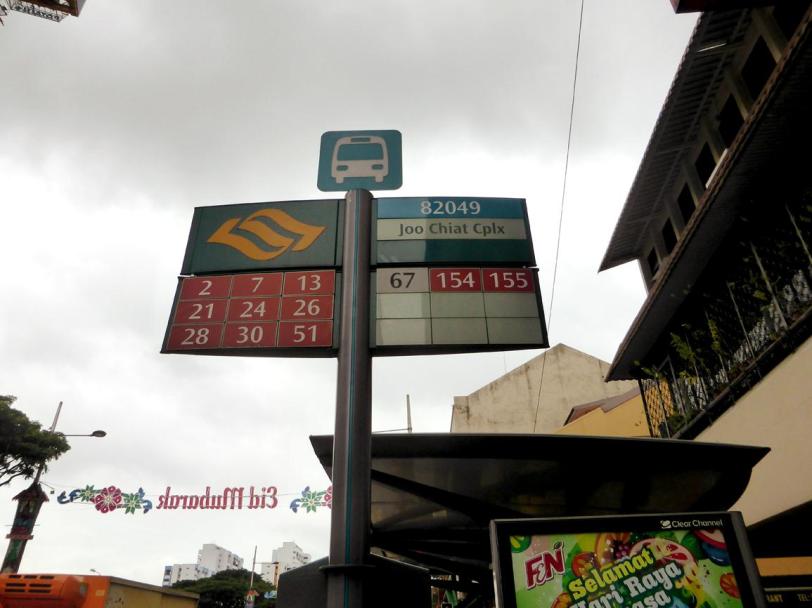 82049
Joo Chiat Cplx
2 7 13
21 24 26
28 30 51
67 154 155
Eid Mubarak
Clear Channel
F&N
Selamat
Hari Raya